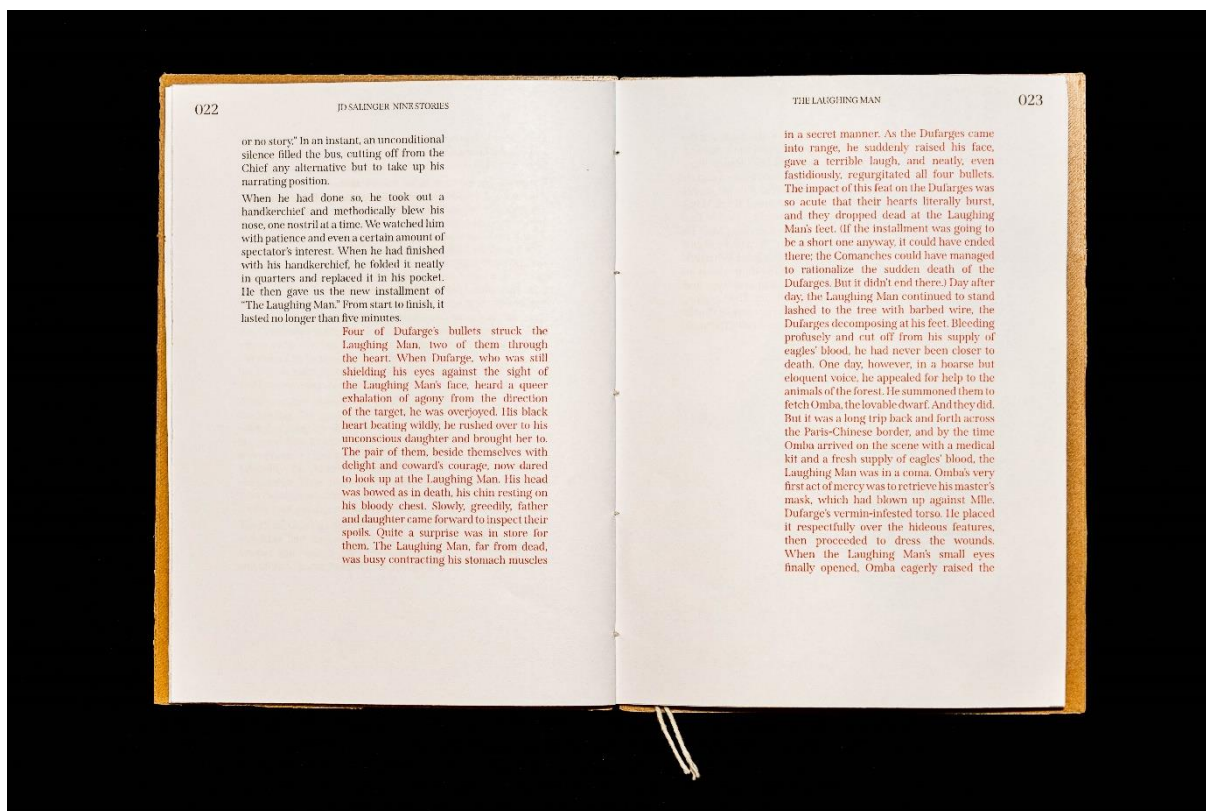 022
JD SALINGER NINE STORIES
or no story." In an instant, an unconditional
silence filled the bus, cutting off from the
Chief any alternative but to take up his
narrating position.
When he had done so, he took out a
handkerchief and methodically blew his
nose, one nostril at a time. We watched him
with patience and even a certain amount of
spectator's interest. When he had finished
with his handkerchief, he folded it neatly
in quarters and replaced it in his pocket.
He then gave us the new installment of
"The Laughing Man." From start to finish, it
lasted no longer than five minutes.
Four of Dufarge's bullets struck the
Laughing Man, two of them through
the heart. When Dufarge, who was still
shielding his eyes against the sight of
the Laughing Man's face, heard a queer
exhalation of agony from the direction
of the target, he was overjoyed. His black
heart beating wildly, he rushed over to his
unconscious daughter and brought her to.
The pair of them, beside themselves with
delight and coward's courage, now dared
to look up at the Laughing Man. His head
was bowed as in death, his chin resting on
his bloody chest. Slowly, greedily, father
and daughter came forward to inspect their
spoils. Quite a surprise was in store for
them. The Laughing Man, far from dead,
was busy contracting his stomach muscles
THE LAUGHING MAN
023
in a secret manner. As the Dufarges came
into range, he suddenly raised his face,
gave a terrible laugh, and neatly, even
fastidiously, regurgitated all four bullets.
The impact of this feat on the Dufarges was
so acute that their hearts literally burst,
and they dropped dead at the Laughing
Man's feet. (If the installment was going to
be a short one anyway, it could have ended
there; the Comanches could have managed
to rationalize the sudden death of the
Dufarges. But it didn't end there.) Day after
day, the Laughing Man continued to stand
lashed to the tree with barbed wire, the
Dufarges decomposing at his feet. Bleeding
profusely and cut off from his supply of
eagles' blood, he had never been closer to
death. One day, however, in a hoarse but
eloquent voice, he appealed for help to the
animals of the forest. He summoned them to
fetch Omba, the lovable dwarf. And they did.
But it was a long trip back and forth across
the Paris-Chinese border, and by the time
Omba arrived on the scene with a medical
kit and a fresh supply of eagles' blood, the
Laughing Man was in a coma. Omba's very
first act of mercy was to retrieve his master's
mask, which had blown up against Mlle.
Dufarge's vermin-infested torso. He placed
it respectfully over the hideous features,
then proceeded to dress the wounds.
When the Laughing Man's small eyes
finally opened, Omba eagerly raised the